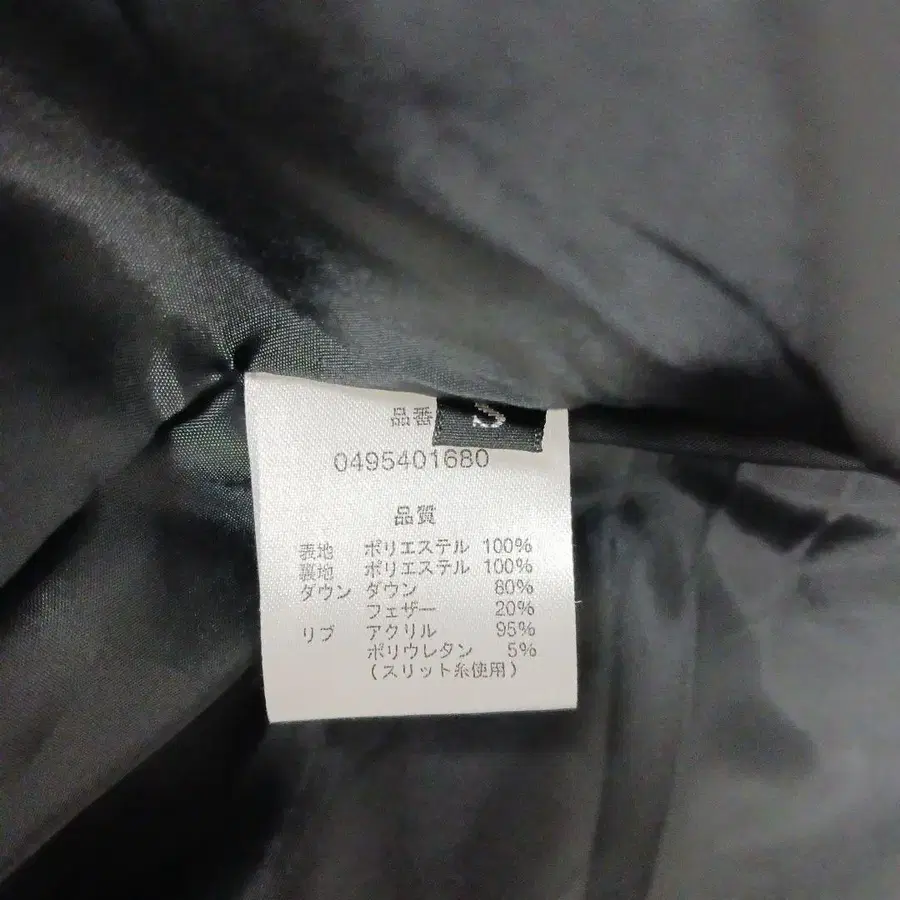 品番
S
0495401680
品質
表地 ポリエステル 100%
裏地 ポリエステル 100%
ダウン ダウン 80%
フェザー 20%
リブ アクリル 95%
ポリウレタン 5%
(スリット糸使用)